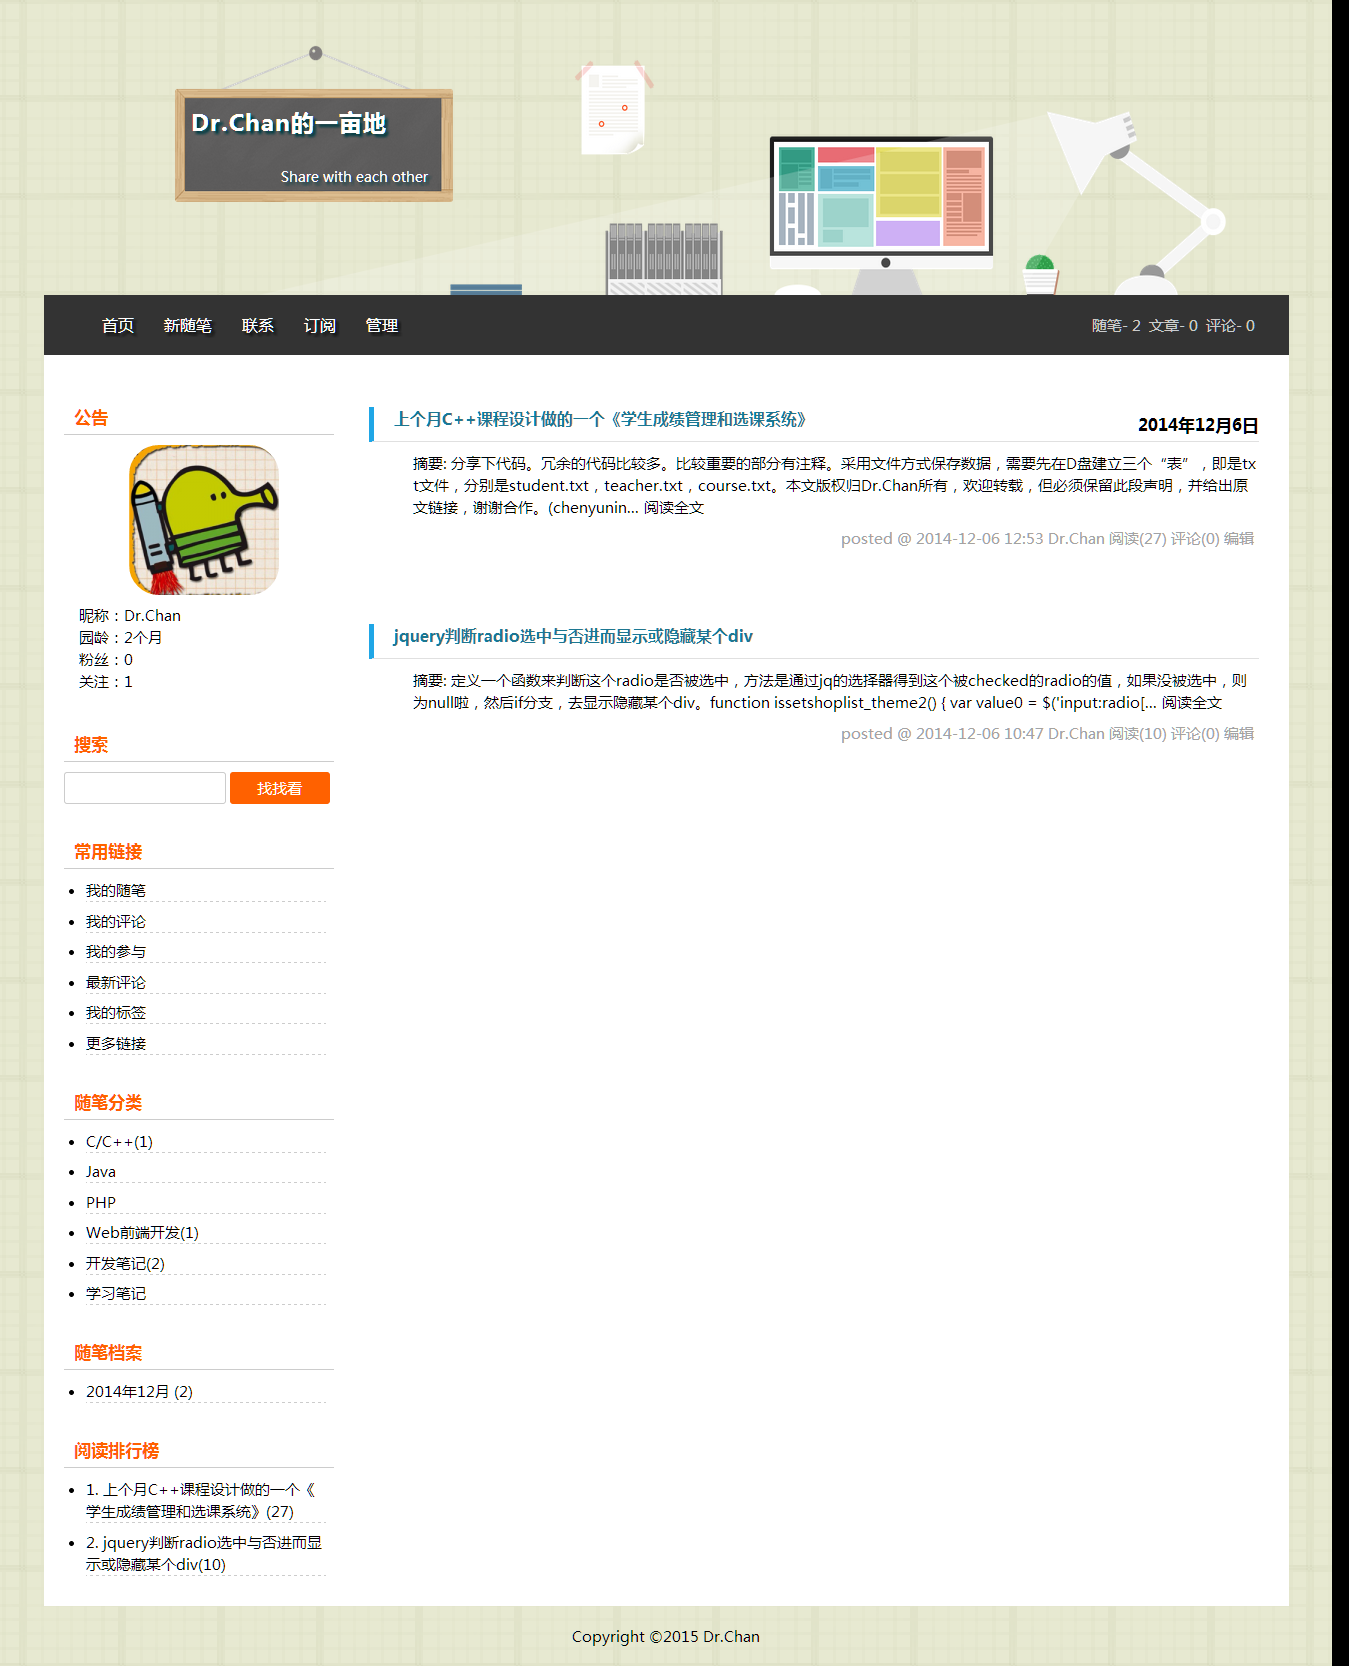 Dr.Chan的一亩地
Share with each other
首页 新随笔 联系 订阅 管理
随笔- 2 文章- 0 评论- 0
公告
昵称：Dr.Chan
园龄：2个月
粉丝：0
关注：1
搜索
找找看
常用链接
我的随笔
我的评论
我的参与
最新评论
我的标签
更多链接
随笔分类
C/C++(1)
Java
PHP
Web前端开发(1)
开发笔记(2)
学习笔记
随笔档案
2014年12月 (2)
阅读排行榜
1. 上个月C++课程设计做的一个《
学生成绩管理和选课系统》(27)
2. jquery判断radio选中与否进而显
示或隐藏某个div(10)
2014年12月6日
上个月C++课程设计做的一个《学生成绩管理和选课系统》
摘要: 分享下代码。冗余的代码比较多。比较重要的部分有注释。采用文件方式保存数据，需要先在D盘建立三个“表”，即是tx
t文件，分别是student.txt，teacher.txt，course.txt。本文版权归Dr.Chan所有，欢迎转载，但必须保留此段声明，并给出原
文链接，谢谢合作。(chenyunin... 阅读全文
posted @ 2014-12-06 12:53 Dr.Chan 阅读(27) 评论(0) 编辑
jquery判断radio选中与否进而显示或隐藏某个div
摘要: 定义一个函数来判断这个radio是否被选中，方法是通过jq的选择器得到这个被checked的radio的值，如果没被选中，则
为null啦，然后if分支，去显示隐藏某个div。function issetshoplist_theme2() { var value0 = $('input:radio[... 阅读全文
posted @ 2014-12-06 10:47 Dr.Chan 阅读(10) 评论(0) 编辑
Copyright ©2015 Dr.Chan